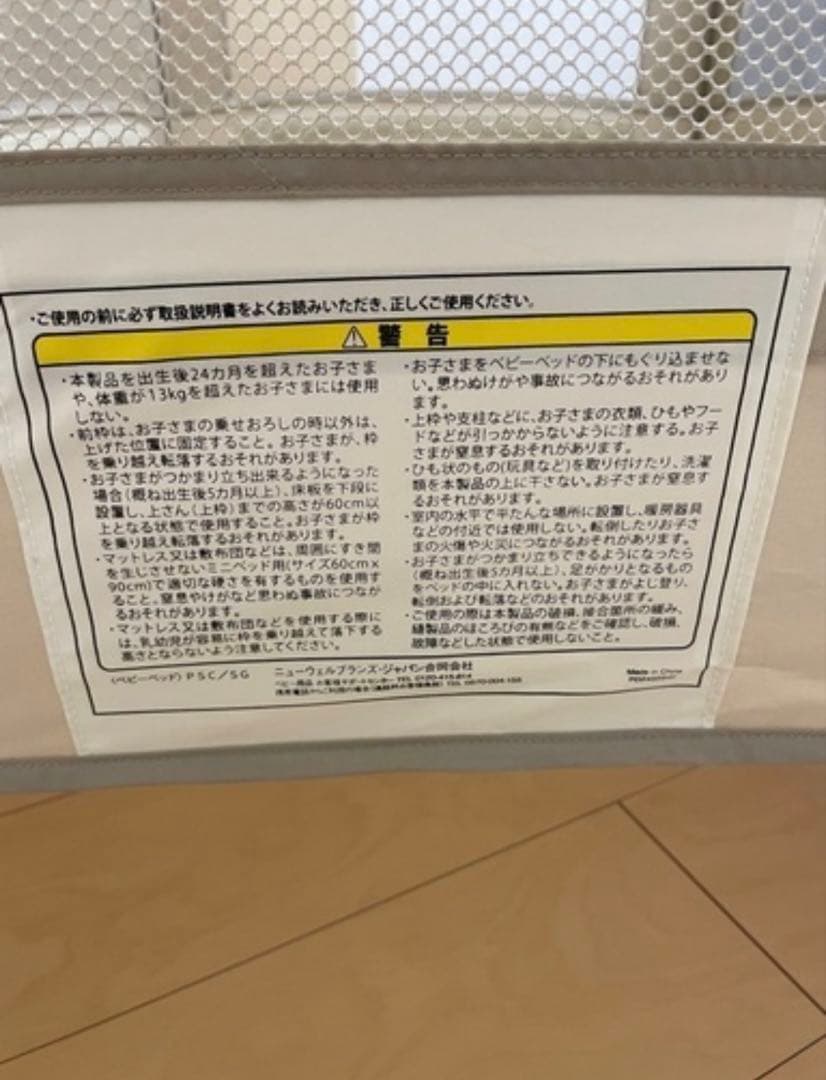 ・ご使用の前に必ず取扱説明書をよくお読みいただき、正しくご使用ください。
警 告
・本製品を出生後24カ月を超えたお子さま
や、体重が13kgを超えたお子さまには使用
しない。
・前枠は、お子さまの乗せおろしの時以外は、
上げた位置に固定すること。お子さまが、枠
を乗り越え転落するおそれがあります。
・お子さまがつかまり立ち出来るようになった
場合(概ね出生後5カ月以上)、床板を下段に
設置し、上さん(上枠)までの高さが60cm以
上となる状態で使用すること。お子さまが枠
を乗り越え転落するおそれがあります。
・マットレス又は敷布団などは、周囲にすき間
を生じさせないミニベッド用(サイズ60cm×
90cm)で適切な硬さを有するものを使用す
ること。窒息やけがなど思わぬ事故につなが
るおそれがあります。
・マットレス又は敷布団などを使用する際に
は、乳幼児が容易に枠を乗り越えて落下する
高さとならないよう注意してください。
・お子さまをベビーベッドの下にもぐり込ませな
い。思わぬけがや事故につながるおそれがあり
ます。
・上枠や支柱などに、お子さまの衣類、ひもやフー
ドなどが引っかからないように注意する。お子
さまが窒息するおそれがあります。
・ひも状のもの(玩具など)を取り付けたり、洗濯
類を本製品の上に干さない。お子さまが窒息す
るおそれがあります。
・室内の水平で平たんな場所に設置し、暖房器具
などの付近では使用しない。転倒したりお子さ
まの火傷や火災につながるおそれがあります。
・お子さまがつかまり立ちできるようになったら
(概ね出生後5カ月以上)、足がかりとなるもの
をベッドの中に入れない。お子さまがよじ登り、
転倒および転落などのおそれがあります。
・ご使用の際は本製品の破損、接合箇所の緩み、
縫製品のほころびの有無などをご確認し、破損、
故障などした状態で使用しないこと。
(ベビーベッド) PSC/SG
ニューウェルブランズ・ジャパン合同会社
ベビー用品 お客様サポートセンター TEL 0120-415-814
TEL 0570-004-155
Made in China